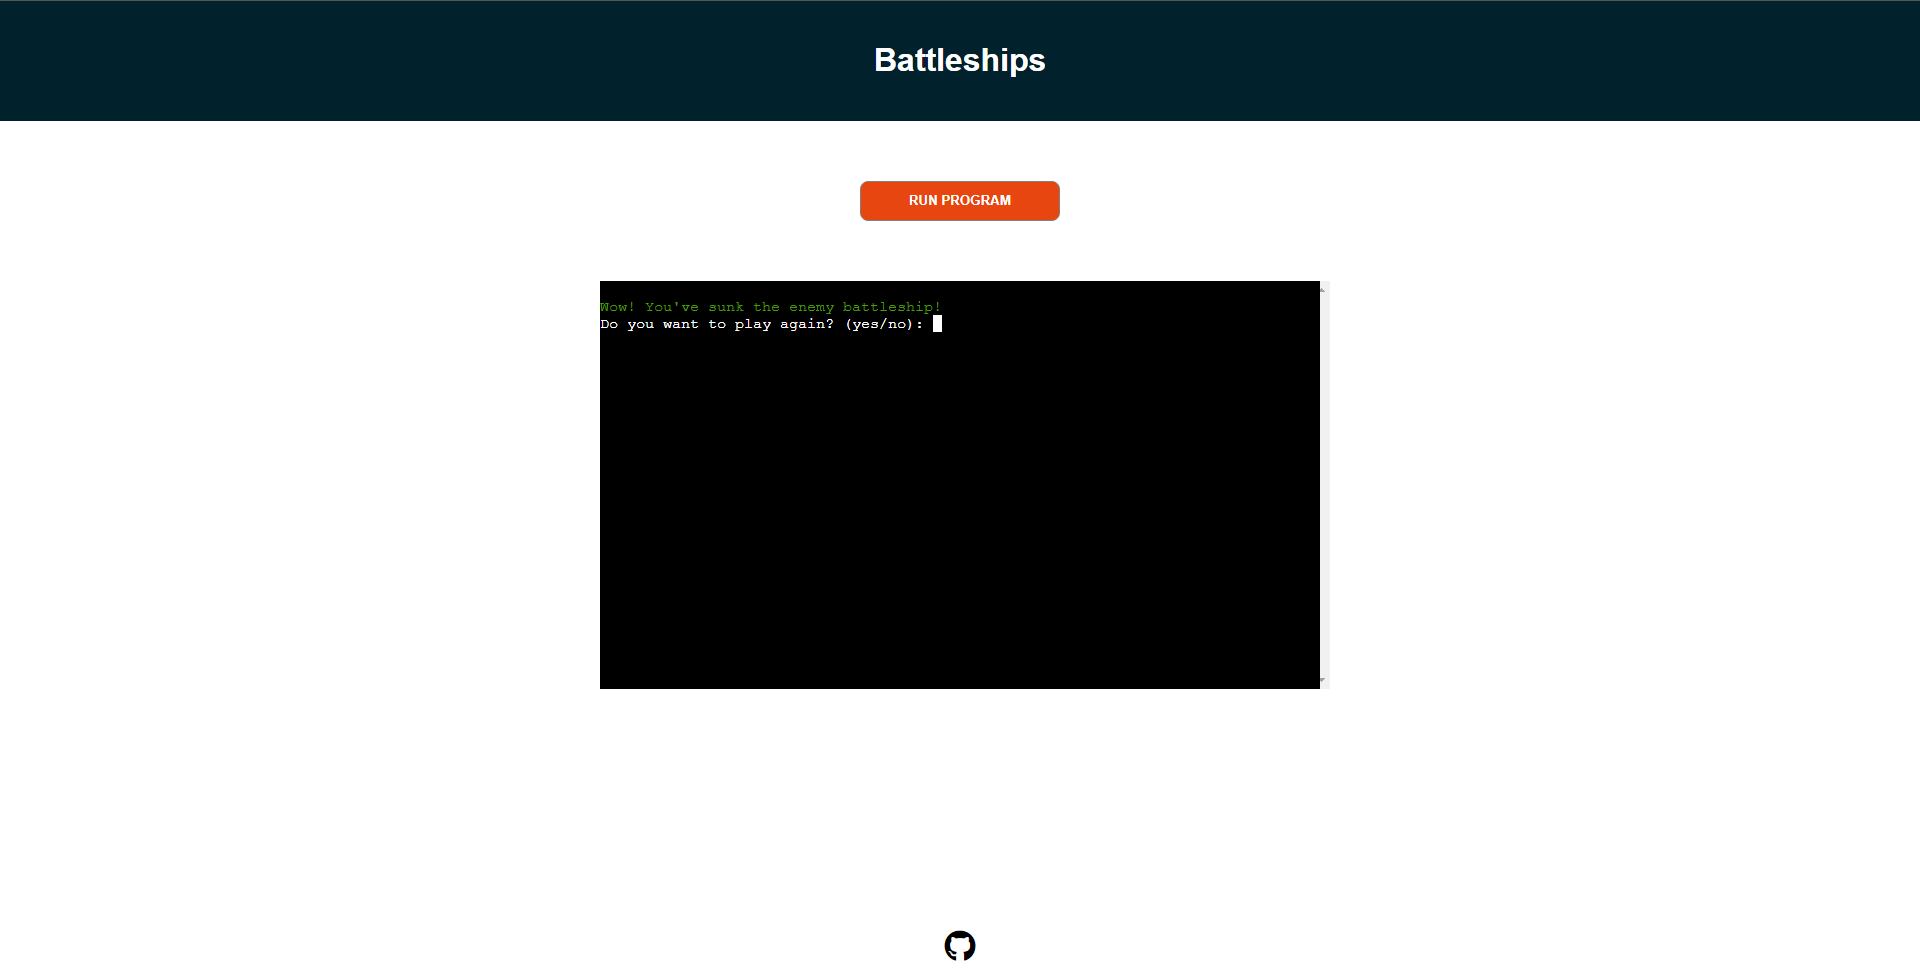 Battleships
RUN PROGRAM
Wow! You've sunk the enemy battleship!
Do you want to play again? (yes/no):